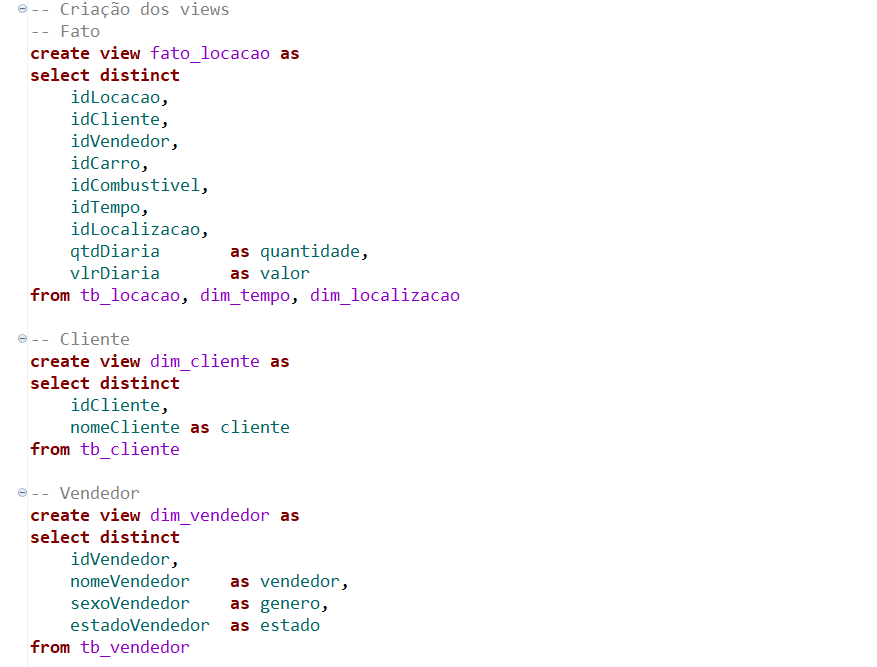 -- Criação dos views
-- Fato
create view fato_locacao as
select distinct
    idLocacao,
    idCliente,
    idVendedor,
    idCarro,
    idCombustivel,
    idTempo,
    idLocalizacao,
    qtdDiaria       as quantidade,
    vlrDiaria       as valor
from tb_locacao, dim_tempo, dim_localizacao

-- Cliente
create view dim_cliente as
select distinct
    idCliente,
    nomeCliente as cliente
from tb_cliente

-- Vendedor
create view dim_vendedor as
select distinct
    idVendedor,
    nomeVendedor    as vendedor,
    sexoVendedor    as genero,
    estadoVendedor  as estado
from tb_vendedor